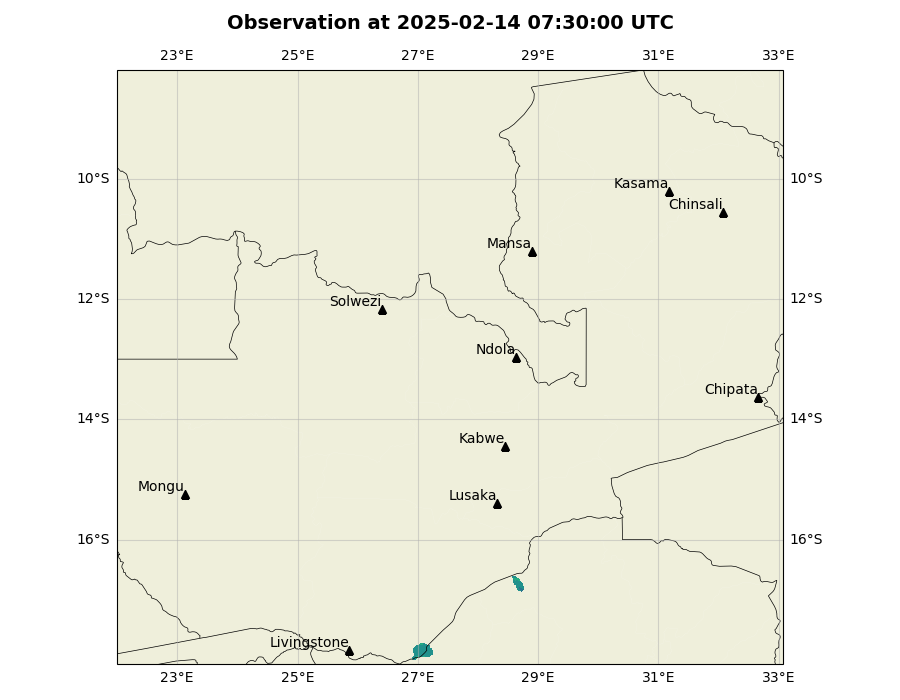 Observation at 2025-02-14 07:30:00 UTC
23°E 25°E 27°E 29°E 31°E 33°E
10°S 10°S
Kasama
Chinsali
Mansa
12°S 12°S
Solwezi
Ndola
Chipata
14°S 14°S
Kabwe
Mongu
Lusaka
16°S 16°S
Livingstone
23°E 25°E 27°E 29°E 31°E 33°E